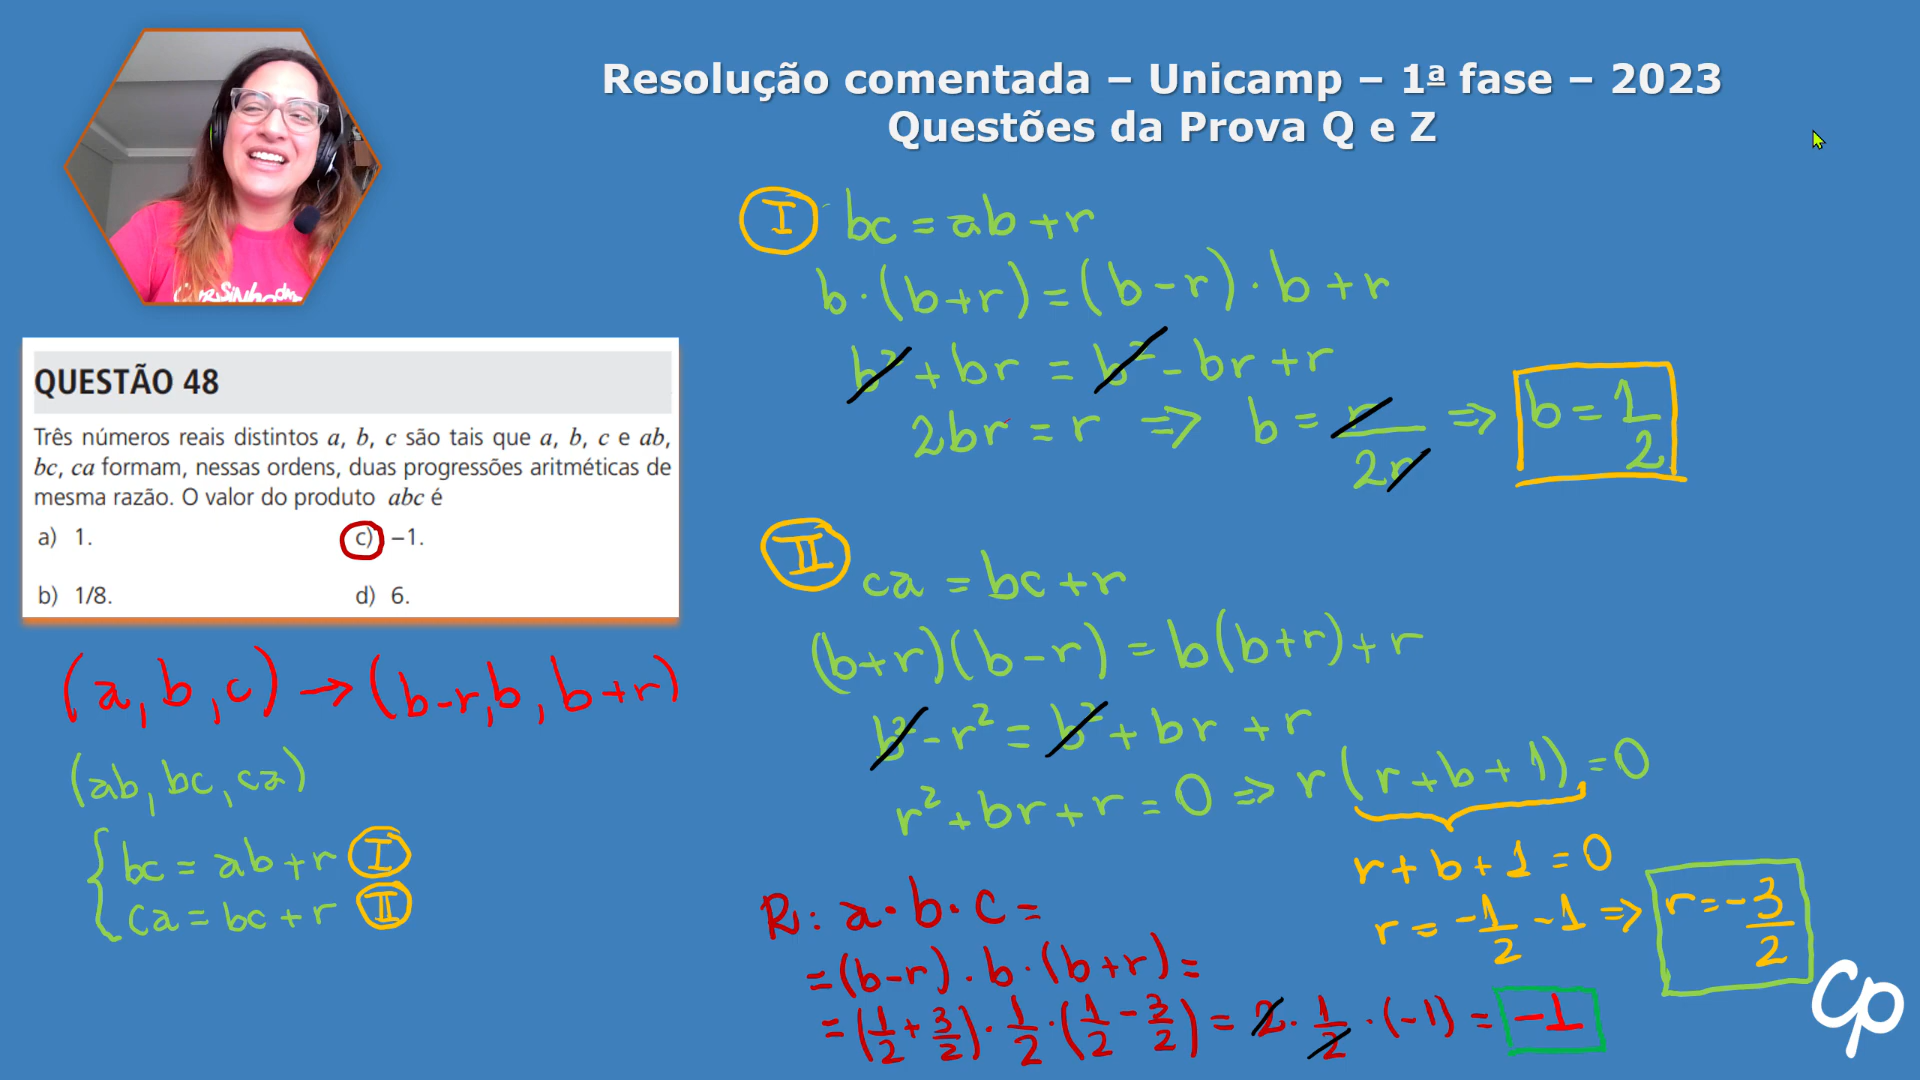 Resolução comentada – Unicamp – 1ª fase – 2023
Questões da Prova Q e Z
QUESTÃO 48
Três números reais distintos a, b, c são tais que a, b, c e ab,
bc, ca formam, nessas ordens, duas progressões aritméticas de
mesma razão. O valor do produto abc é
a) 1.
c) –1.
b) 1/8.
d) 6.
(a, b, c) → (b-r, b, b+r)
(ab, bc, ca)
{ bc = ab + r I
ca = bc + r II
I bc = ab + r
b·(b+r) = (b-r)·b + r
b² + br = b² - br + r
2br = r ⇒ b = r/2r ⇒ b = 1/2
II ca = bc + r
(b+r)(b-r) = b(b+r) + r
b² - r² = b² + br + r
r² + br + r = 0 ⇒ r(r+b+1) = 0
r + b + 1 = 0
r = -1/2 - 1 ⇒ r = -3/2
R: a·b·c =
= (b-r)·b·(b+r) =
= (1/2 + 3/2)·1/2·(1/2 - 3/2) = 2·1/2·(-1) = -1
Cp